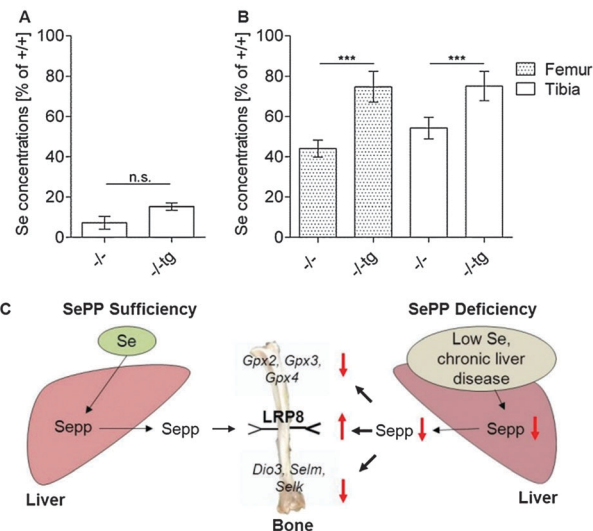 A
Se concentrations [% of +/+]
100
80
60
40
20
0
n.s.
-/-
-/-tg
B
Se concentrations [% of +/+]
100
80
60
40
20
0
***
***
-/-
-/-tg
-/-
-/-tg
Femur
Tibia
C
SePP Sufficiency
SePP Deficiency
Se
Low Se,
chronic liver
disease
Gpx2, Gpx3,
Gpx4
LRP8
Sepp
Sepp
Sepp
Sepp
Dio3, Selm,
Selk
Liver
Liver
Bone